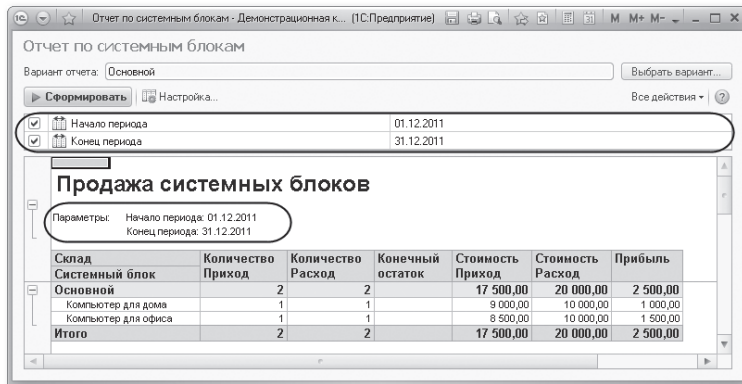 Отчет по системным блокам - Демонстрационная к... (1С:Предприятие) M M+ M-
Отчет по системным блокам
Вариант отчета: Основной Выбрать вариант...
Сформировать Настройка... Все действия ?
Начало периода 01.12.2011
Конец периода 31.12.2011
Продажа системных блоков
Параметры: Начало периода: 01.12.2011
Конец периода: 31.12.2011
Склад Количество Количество Конечный Стоимость Стоимость Прибыль
Системный блок Приход Расход остаток Приход Расход
Основной 2 2 17 500,00 20 000,00 2 500,00
Компьютер для дома 1 1 9 000,00 10 000,00 1 000,00
Компьютер для офиса 1 1 8 500,00 10 000,00 1 500,00
Итого 2 2 17 500,00 20 000,00 2 500,00